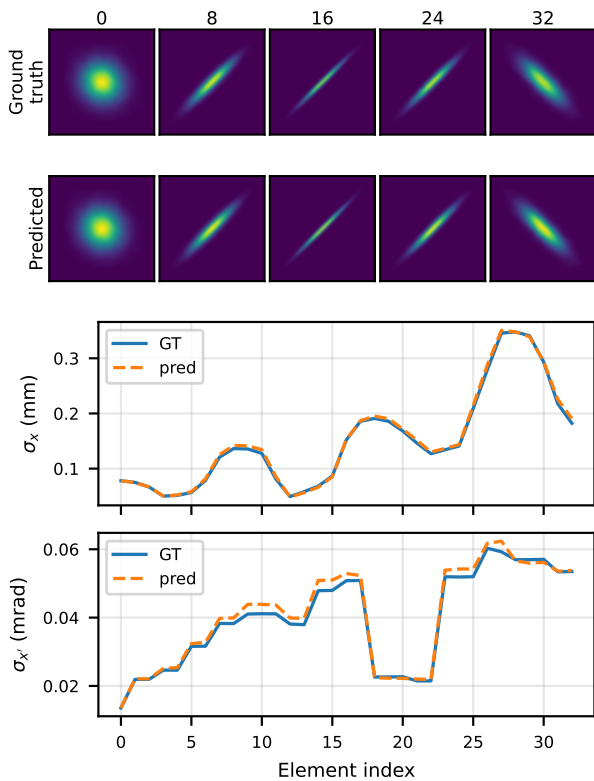 0 8 16 24 32
Ground
truth
Predicted
GT
pred
0.3
0.2
0.1
σx (mm)
GT
pred
0.06
0.04
0.02
σx′ (mrad)
0 5 10 15 20 25 30
Element index